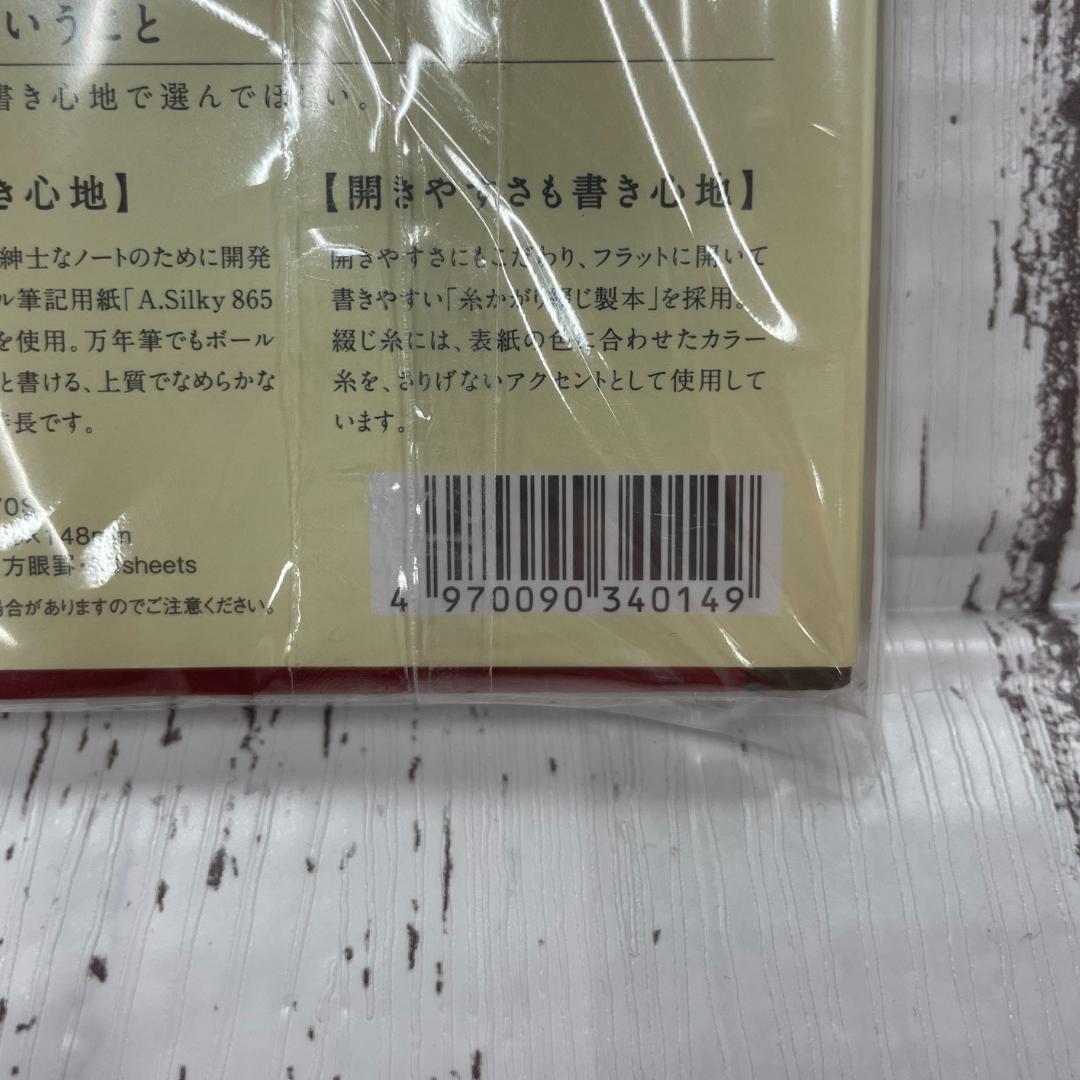 いうこと
書き心地で選んでほしい。
き心地】
紳士なノートのために開発
ル筆記用紙「A.Silky 865
を使用。万年筆でもボール
と書ける、上質でなめらかな
特長です。
【開きやすさも書き心地】
開きやすさにもこだわり、フラットに開いて
書きやすい「糸かがり綴じ製本」を採用。
綴じ糸には、表紙の色に合わせたカラー
糸を、さりげないアクセントとして使用して
います。
70S
×148mm
方眼罫・ sheets
場合がありますのでご注意ください。
4 970090 340149